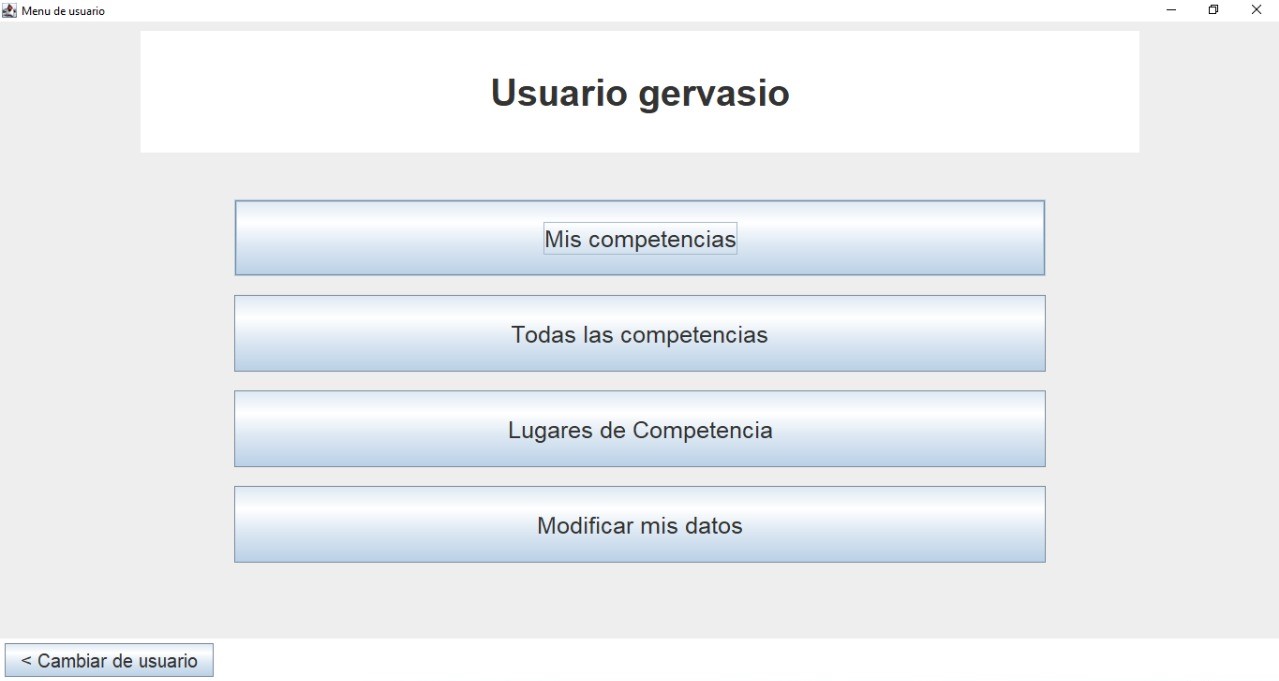 Menu de usuario
Usuario gervasio
Mis competencias
Todas las competencias
Lugares de Competencia
Modificar mis datos
< Cambiar de usuario